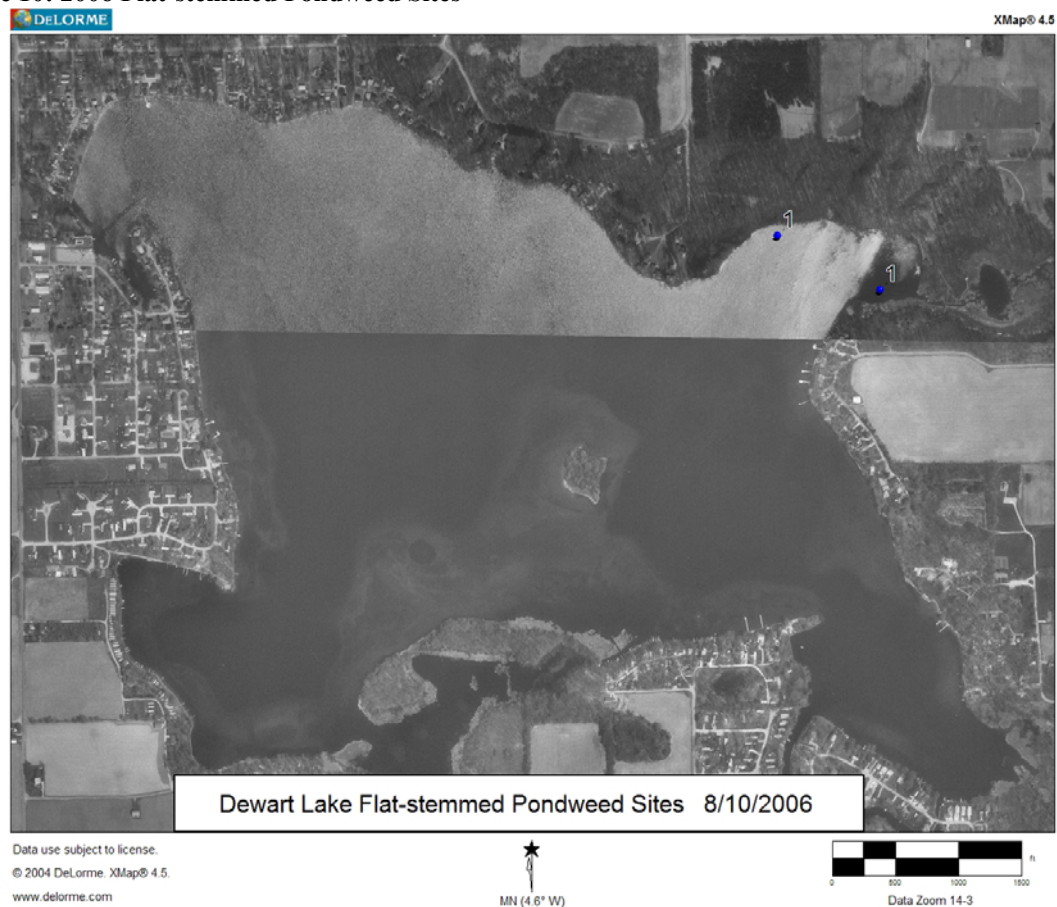 DELORME
XMap® 4.5
1
1
Dewart Lake Flat-stemmed Pondweed Sites 8/10/2006
Data use subject to license.
© 2004 DeLorme. XMap® 4.5.
www.delorme.com
MN (4.6° W)
ft
0 500 1000 1500
Data Zoom 14-3